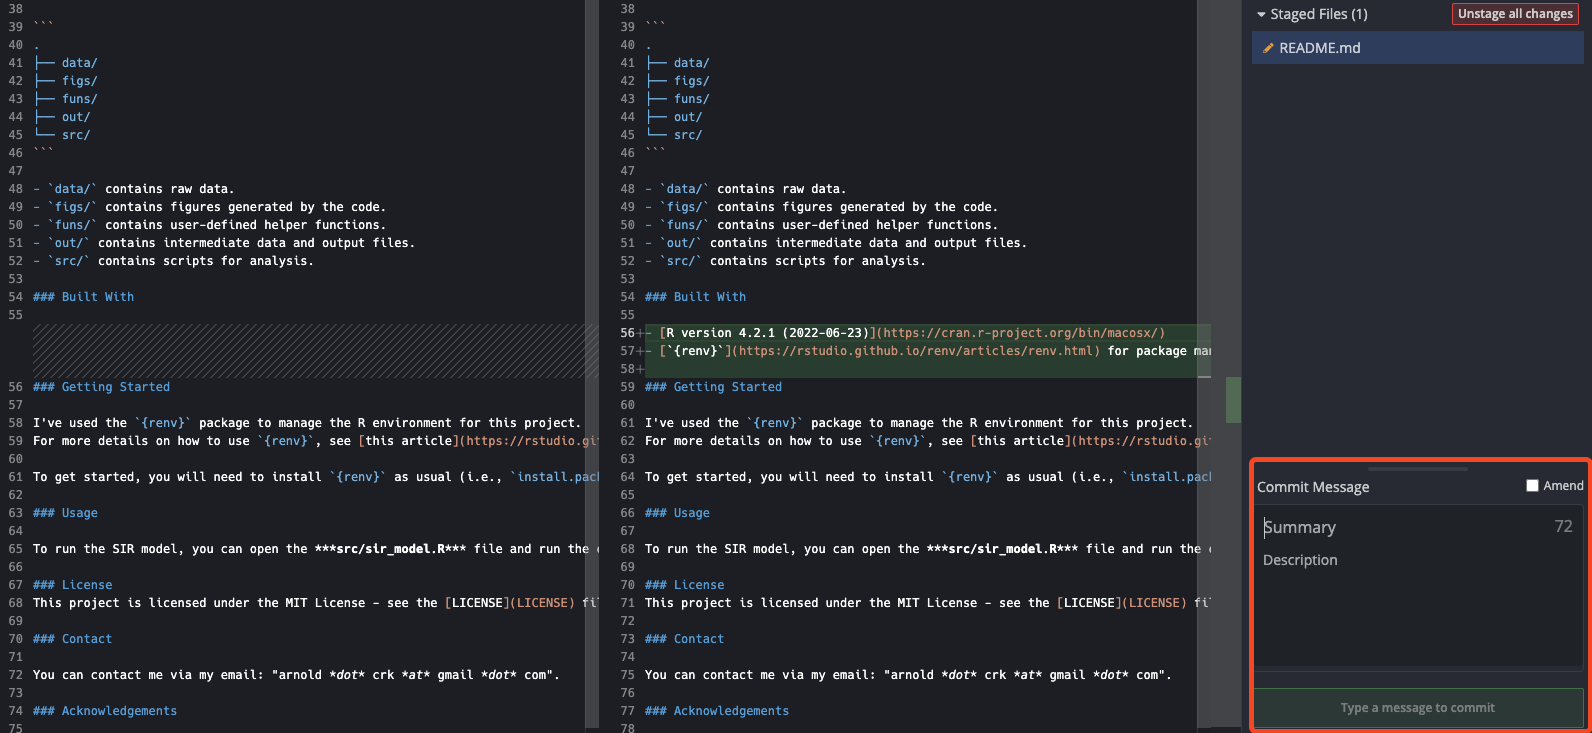 38
39 ```
40 .
41 ├── data/
42 ├── figs/
43 ├── funs/
44 ├── out/
45 └── src/
46 ```
47
48 - `data/` contains raw data.
49 - `figs/` contains figures generated by the code.
50 - `funs/` contains user-defined helper functions.
51 - `out/` contains intermediate data and output files.
52 - `src/` contains scripts for analysis.
53
54 ### Built With
55
56 ### Getting Started
57
58 I've used the `{renv}` package to manage the R environment for this project.
59 For more details on how to use `{renv}`, see [this article](https://rstudio.gi
60
61 To get started, you will need to install `{renv}` as usual (i.e., `install.pac
62
63 ### Usage
64
65 To run the SIR model, you can open the ***src/sir_model.R*** file and run the
66
67 ### License
68 This project is licensed under the MIT License - see the [LICENSE](LICENSE) fil
69
70 ### Contact
71
72 You can contact me via my email: "arnold *dot* crk *at* gmail *dot* com".
73
74 ### Acknowledgements
75
38
39 ```
40 .
41 ├── data/
42 ├── figs/
43 ├── funs/
44 ├── out/
45 └── src/
46 ```
47
48 - `data/` contains raw data.
49 - `figs/` contains figures generated by the code.
50 - `funs/` contains user-defined helper functions.
51 - `out/` contains intermediate data and output files.
52 - `src/` contains scripts for analysis.
53
54 ### Built With
55
56+- [R version 4.2.1 (2022-06-23)](https://cran.r-project.org/bin/macosx/)
57+- [`{renv}`](https://rstudio.github.io/renv/articles/renv.html) for package ma
58+
59 ### Getting Started
60
61 I've used the `{renv}` package to manage the R environment for this project.
62 For more details on how to use `{renv}`, see [this article](https://rstudio.gi
63
64 To get started, you will need to install `{renv}` as usual (i.e., `install.pac
65
66 ### Usage
67
68 To run the SIR model, you can open the ***src/sir_model.R*** file and run the
69
70 ### License
71 This project is licensed under the MIT License - see the [LICENSE](LICENSE) fil
72
73 ### Contact
74
75 You can contact me via my email: "arnold *dot* crk *at* gmail *dot* com".
76
77 ### Acknowledgements
78
Staged Files (1)
Unstage all changes
README.md
Commit Message
Amend
Summary
72
Description
Type a message to commit